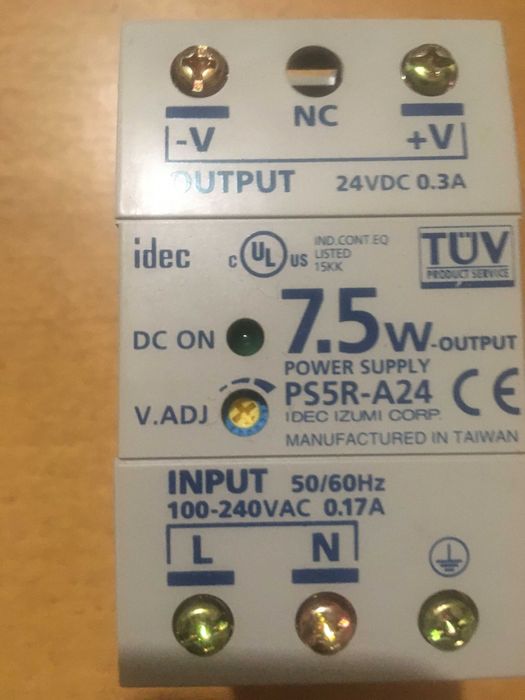 NC
-V +V
OUTPUT 24VDC 0.3A
idec
C UL US
IND.CONT.EQ
LISTED
15KK
TÜV
PRODUCT SERVICE
DC ON
7.5W-OUTPUT
POWER SUPPLY
PS5R-A24 CE
V.ADJ
IDEC IZUMI CORP.
MANUFACTURED IN TAIWAN
INPUT 50/60Hz
100-240VAC 0.17A
L N